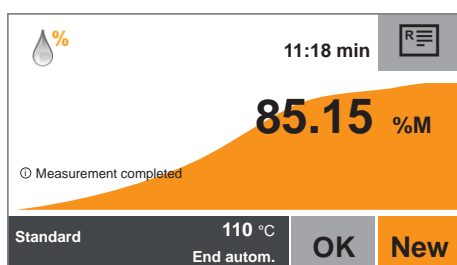 %
11:18 min
R
85.15 %M
ⓘ Measurement completed
Standard
110 °C
End autom.
OK
New